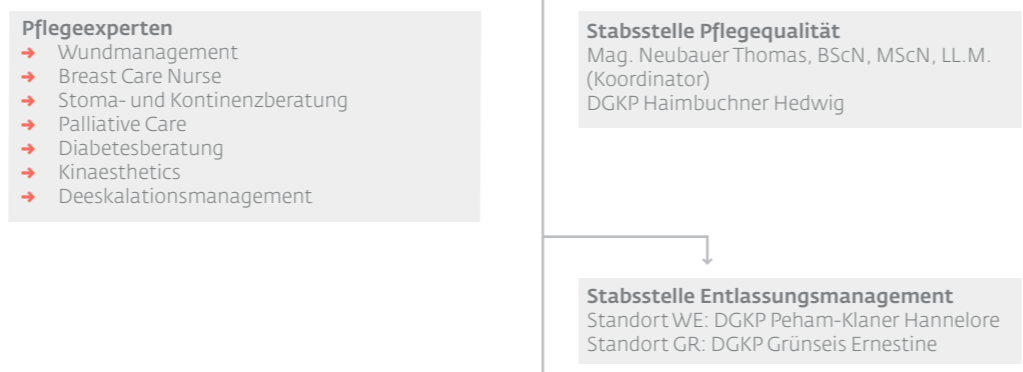 Pflegeexperten
➔ Wundmanagement
➔ Breast Care Nurse
➔ Stoma- und Kontinenzberatung
➔ Palliative Care
➔ Diabetesberatung
➔ Kinaesthetics
➔ Deeskalationsmanagement
Stabsstelle Pflegequalität
Mag. Neubauer Thomas, BScN, MScN, LL.M.
(Koordinator)
DGKP Haimbuchner Hedwig
Stabsstelle Entlassungsmanagement
Standort WE: DGKP Peham-Klaner Hannelore
Standort GR: DGKP Grünseis Ernestine